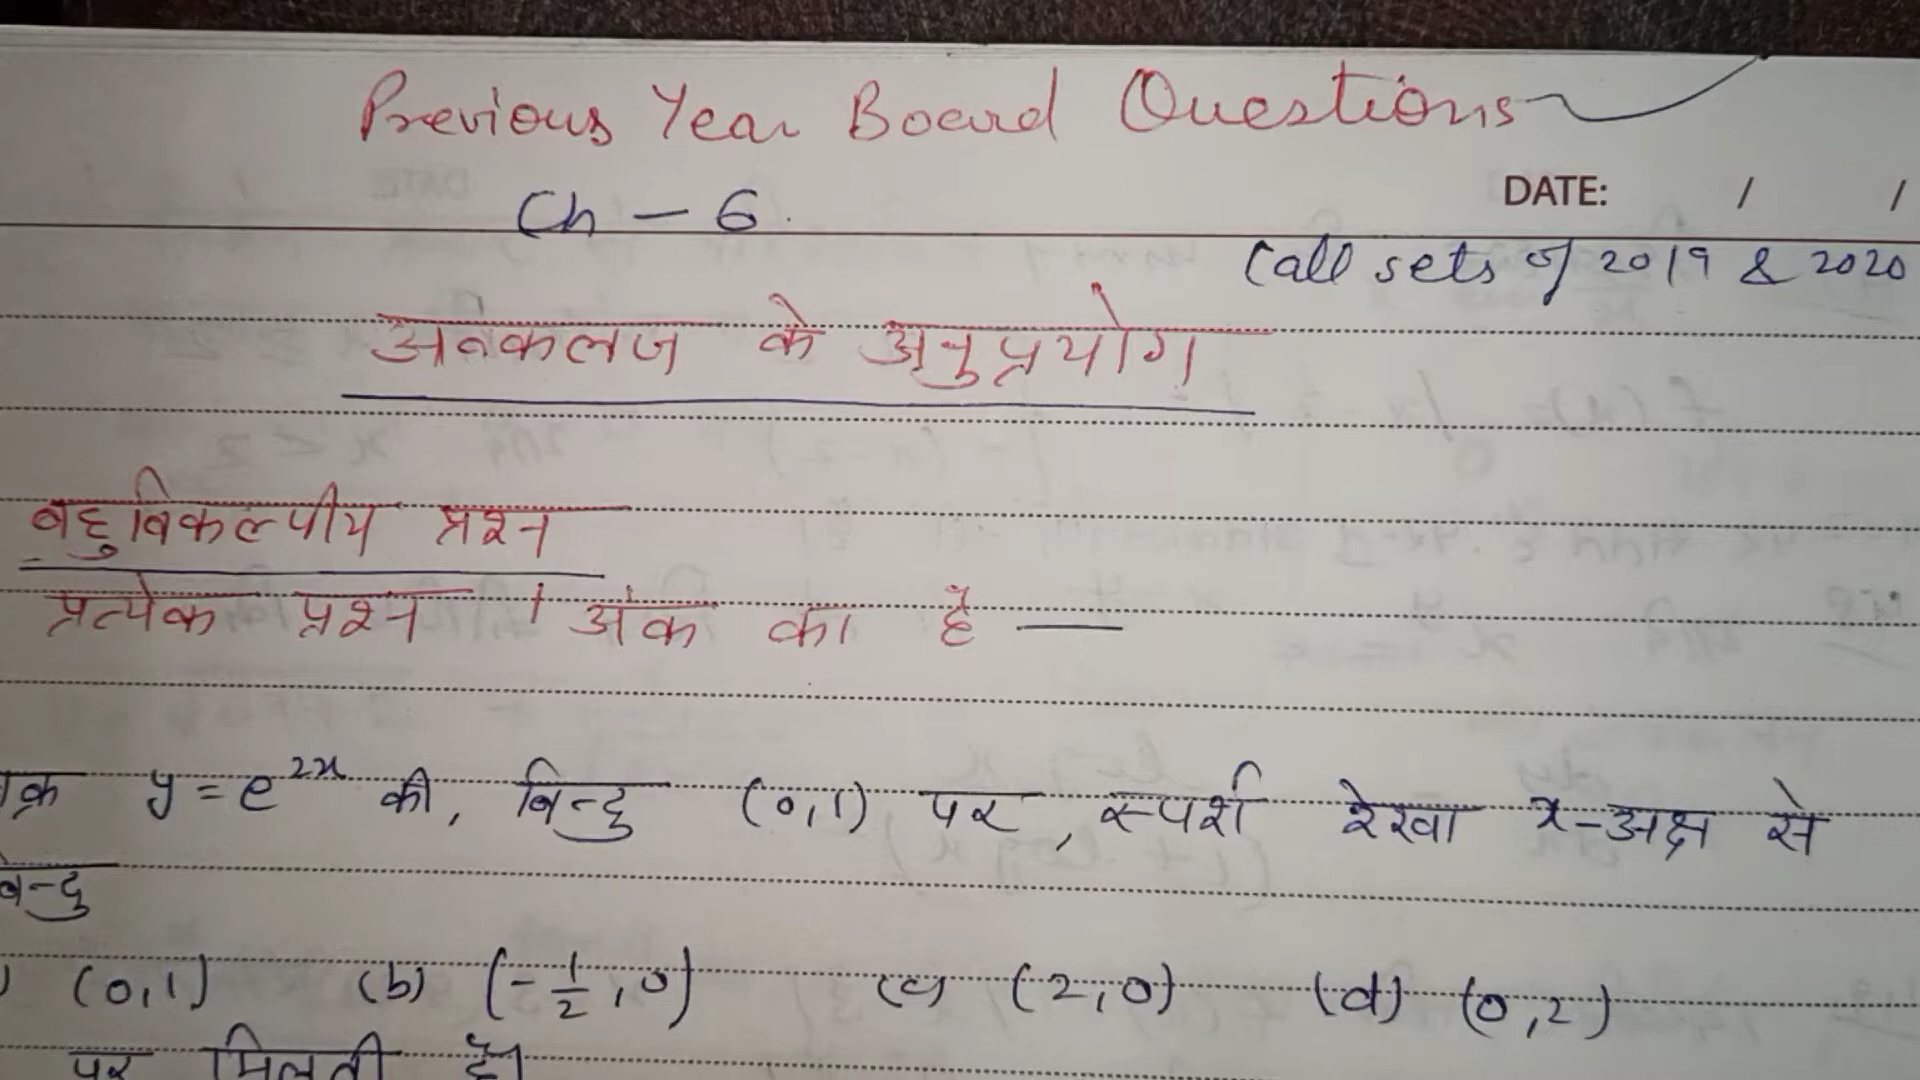 Previous Year Board Questions
Ch - 6.
DATE: / /
(all sets of 2019 & 2020
अवकलज के अनुप्रयोग
बहुविकल्पीय प्रश्न
प्रत्येक प्रश्न 1 अंक का है —
वक्र y = e^2x की, बिन्दु (0,1) पर, स्पर्श रेखा x-अक्ष से
बिन्दु
) (0,1) (b) (-1/2, 0) (c) (2,0) (d) (0,2)
पर मिलती है।